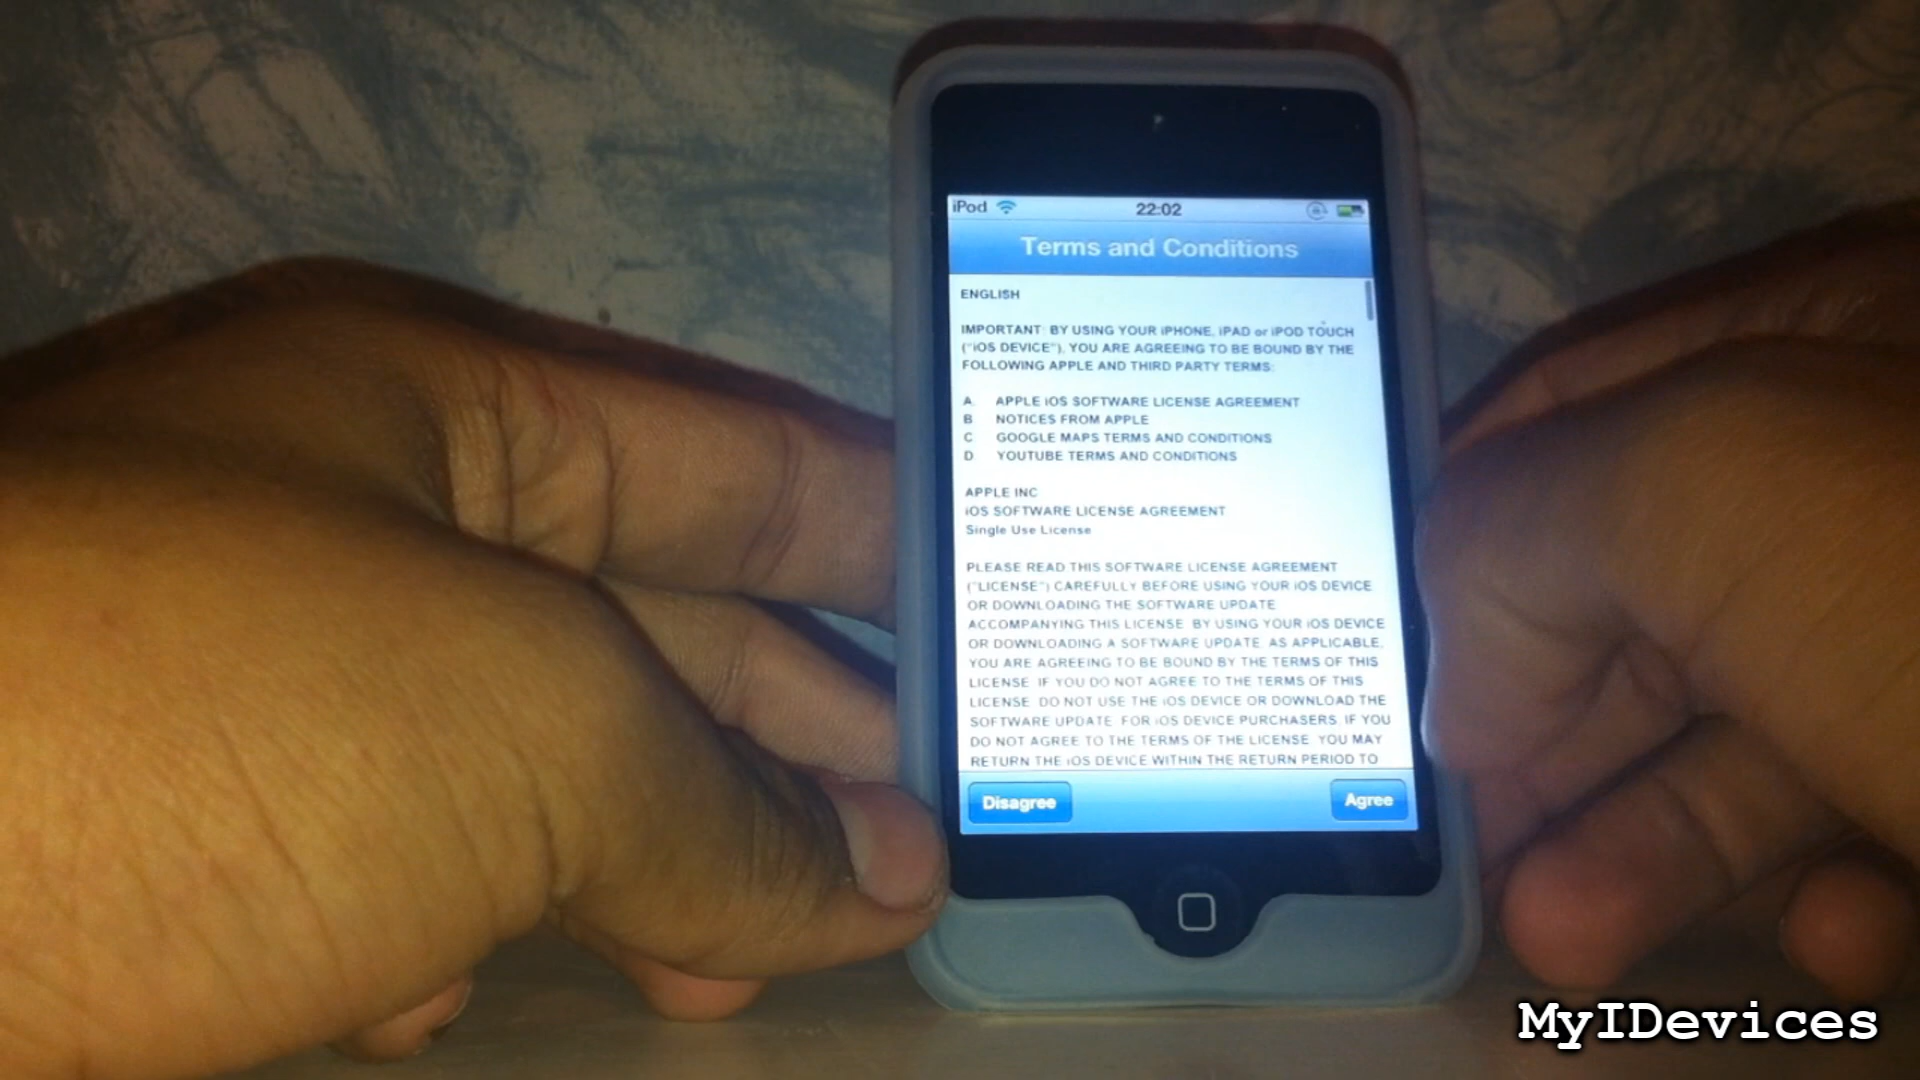 iPod
22:02
Terms and Conditions
ENGLISH
IMPORTANT: BY USING YOUR iPHONE, iPAD or iPOD TOUCH
("iOS DEVICE"), YOU ARE AGREEING TO BE BOUND BY THE
FOLLOWING APPLE AND THIRD PARTY TERMS:
A. APPLE iOS SOFTWARE LICENSE AGREEMENT
B NOTICES FROM APPLE
C GOOGLE MAPS TERMS AND CONDITIONS
D YOUTUBE TERMS AND CONDITIONS
APPLE INC
iOS SOFTWARE LICENSE AGREEMENT
Single Use License
PLEASE READ THIS SOFTWARE LICENSE AGREEMENT
("LICENSE") CAREFULLY BEFORE USING YOUR iOS DEVICE
OR DOWNLOADING THE SOFTWARE UPDATE
ACCOMPANYING THIS LICENSE. BY USING YOUR iOS DEVICE
OR DOWNLOADING A SOFTWARE UPDATE, AS APPLICABLE,
YOU ARE AGREEING TO BE BOUND BY THE TERMS OF THIS
LICENSE. IF YOU DO NOT AGREE TO THE TERMS OF THIS
LICENSE, DO NOT USE THE iOS DEVICE OR DOWNLOAD THE
SOFTWARE UPDATE. FOR iOS DEVICE PURCHASERS, IF YOU
DO NOT AGREE TO THE TERMS OF THE LICENSE, YOU MAY
RETURN THE iOS DEVICE WITHIN THE RETURN PERIOD TO
Disagree
Agree
MyIDevices